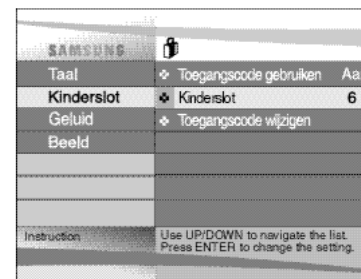 SAMSUNG
Taal
Toegangscode gebruiken Aa
Kinderslot
Kinderslot 6
Geluid
Toegangscode wijzigen
Beeld
Instruction
Use UP/DOWN to navigate the list.
Press ENTER to change the setting.